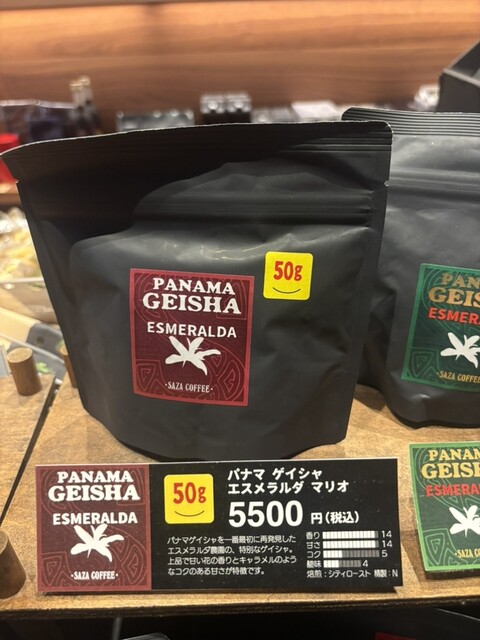 50g
PANAMA
GEISHA
ESMERALDA
·SAZA COFFEE·
PANAMA
GEISHA
ESMERALDA
·SAZA COFFEE·
50g
パナマ ゲイシャ
エスメラルダ マリオ
5500 円(税込)
パナマゲイシャを一番最初に再発見した
エスメラルダ農園の、特別なゲイシャ。
上品で甘い花の香りとキャラメルのよう
なコクのある甘さが特徴です。
香り 14
甘さ 14
コク 5
酸味 4
焙煎:シティロースト 精製:N
SAZA COFFEE
SAZA COFFEE